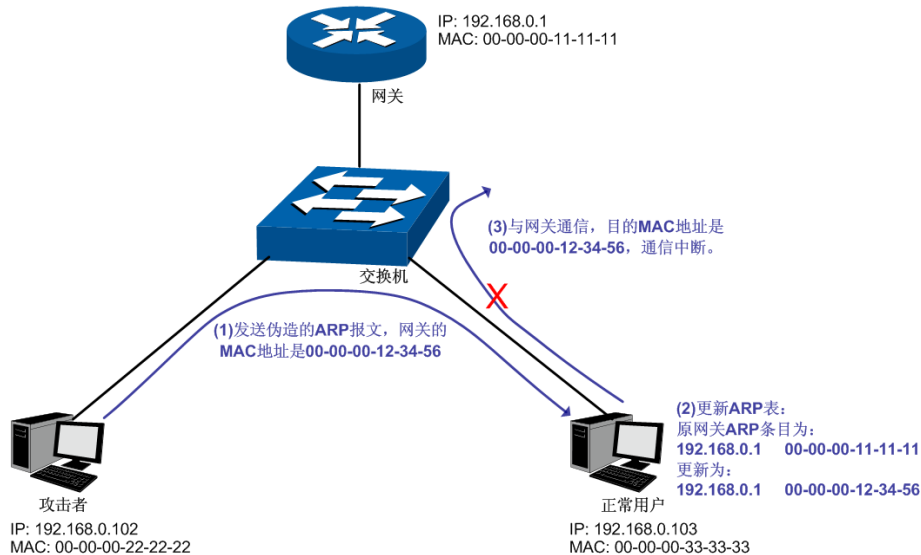 IP: 192.168.0.1
MAC: 00-00-00-11-11-11
网关
(3)与网关通信，目的MAC地址是
00-00-00-12-34-56，通信中断。
交换机
X
(1)发送伪造的ARP报文，网关的
MAC地址是00-00-00-12-34-56
(2)更新ARP表：
原网关ARP条目为：
192.168.0.1 00-00-00-11-11-11
更新为：
192.168.0.1 00-00-00-12-34-56
攻击者
IP: 192.168.0.102
MAC: 00-00-00-22-22-22
正常用户
IP: 192.168.0.103
MAC: 00-00-00-33-33-33